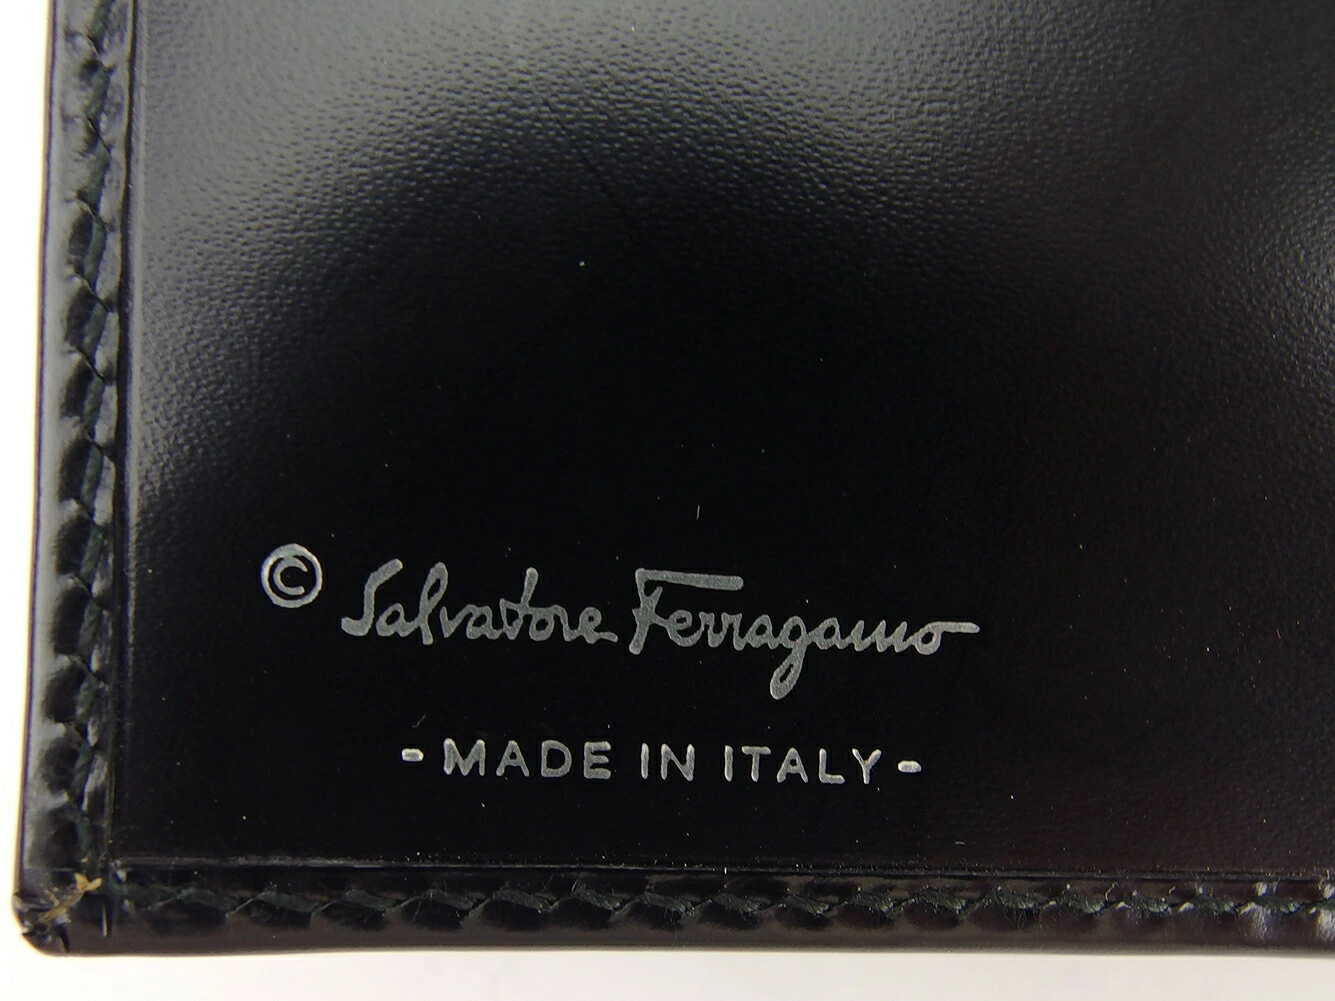 © Salvatore Ferragamo
- MADE IN ITALY -